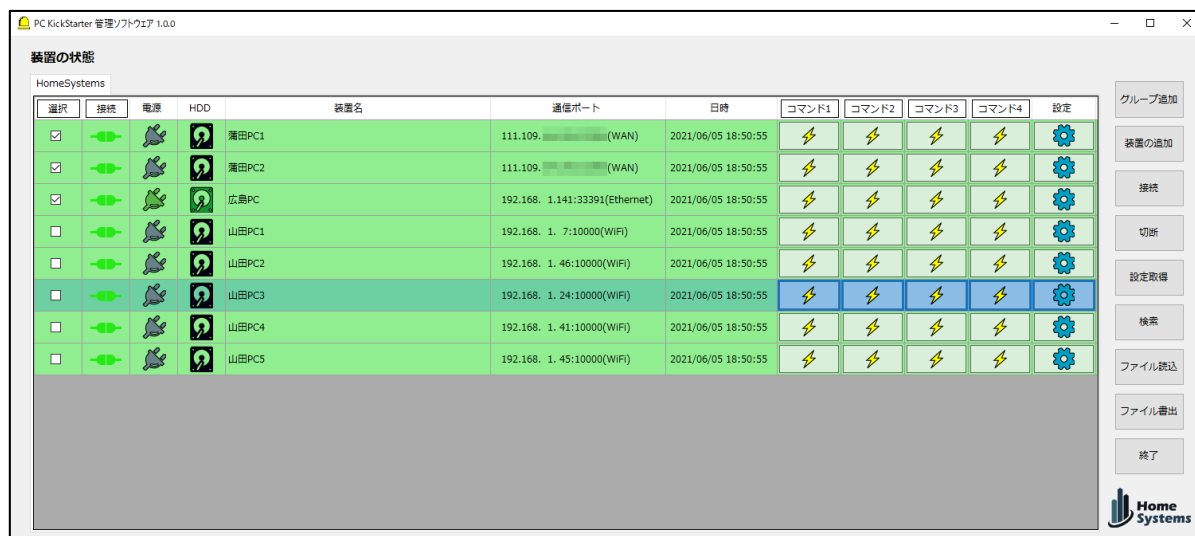 PC KickStarter 管理ソフトウエア 1.0.0
装置の状態
HomeSystems
選択 接続 電源 HDD 装置名 通信ポート 日時 コマンド1 コマンド2 コマンド3 コマンド4 設定
蒲田PC1 111.109. (WAN) 2021/06/05 18:50:55
蒲田PC2 111.109. (WAN) 2021/06/05 18:50:55
広島PC 192.168. 1.141:33391(Ethernet) 2021/06/05 18:50:55
山田PC1 192.168. 1. 7:10000(WiFi) 2021/06/05 18:50:55
山田PC2 192.168. 1. 46:10000(WiFi) 2021/06/05 18:50:55
山田PC3 192.168. 1. 24:10000(WiFi) 2021/06/05 18:50:55
山田PC4 192.168. 1. 41:10000(WiFi) 2021/06/05 18:50:55
山田PC5 192.168. 1. 45:10000(WiFi) 2021/06/05 18:50:55
グループ追加
装置の追加
接続
切断
設定取得
検索
ファイル読込
ファイル書出
終了
Home
Systems